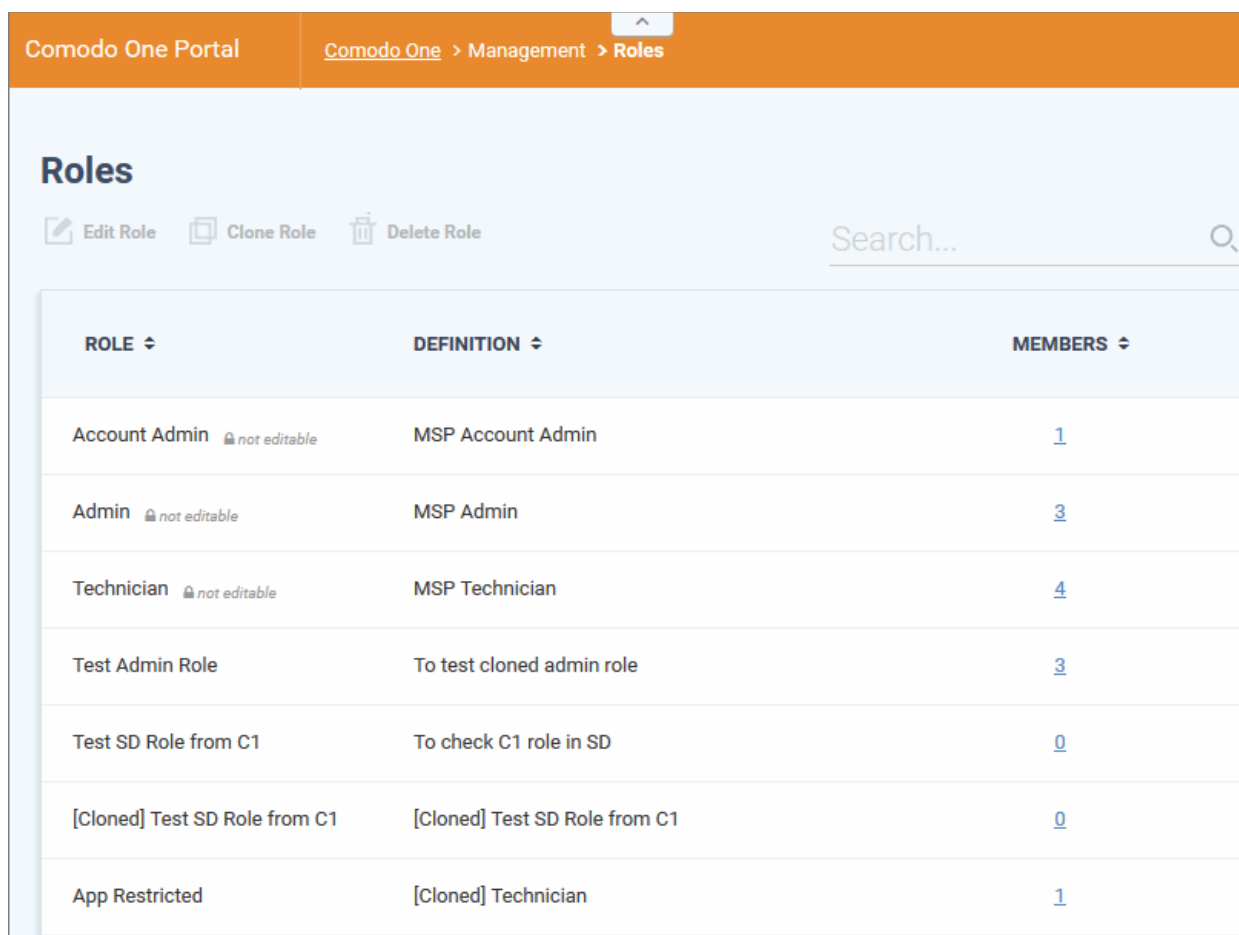 Comodo One Portal
Comodo One > Management > Roles
Roles
Edit Role Clone Role Delete Role
Search...
ROLE DEFINITION MEMBERS
Account Admin not editable MSP Account Admin 1
Admin not editable MSP Admin 3
Technician not editable MSP Technician 4
Test Admin Role To test cloned admin role 3
Test SD Role from C1 To check C1 role in SD 0
[Cloned] Test SD Role from C1 [Cloned] Test SD Role from C1 0
App Restricted [Cloned] Technician 1